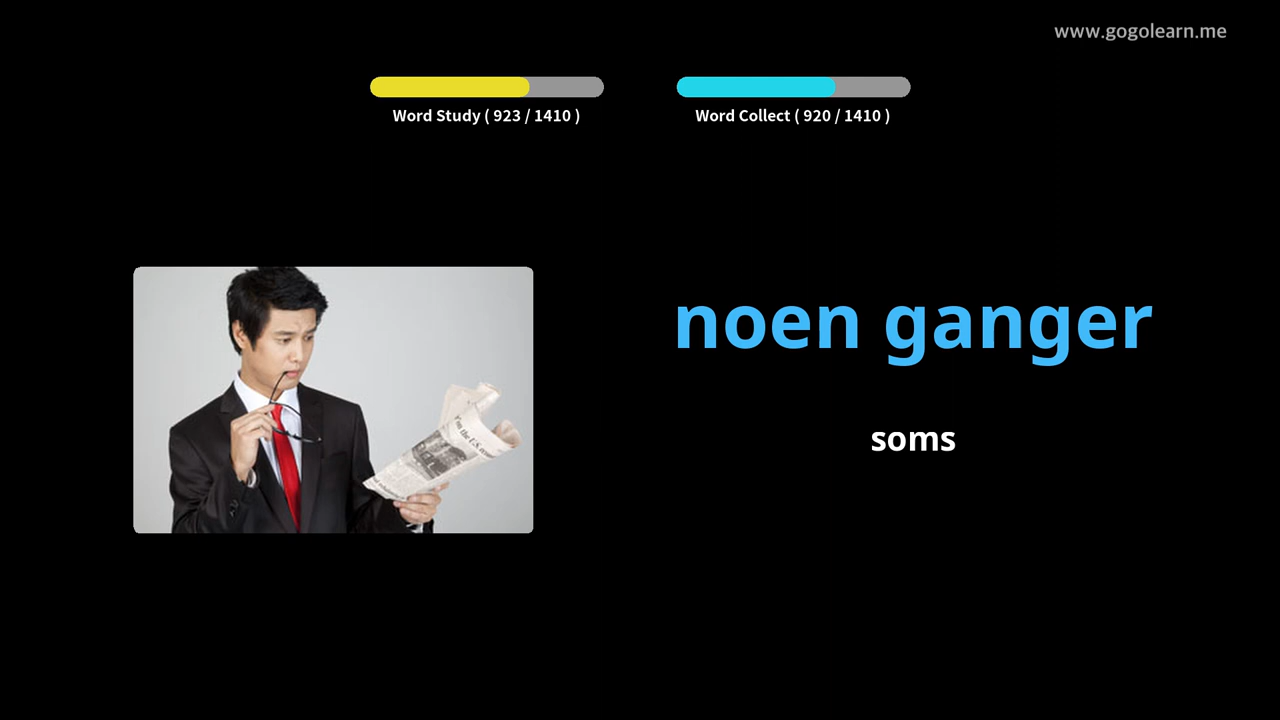 www.gogolearn.me
Word Study ( 923 / 1410 )
Word Collect ( 920 / 1410 )
noen ganger
soms